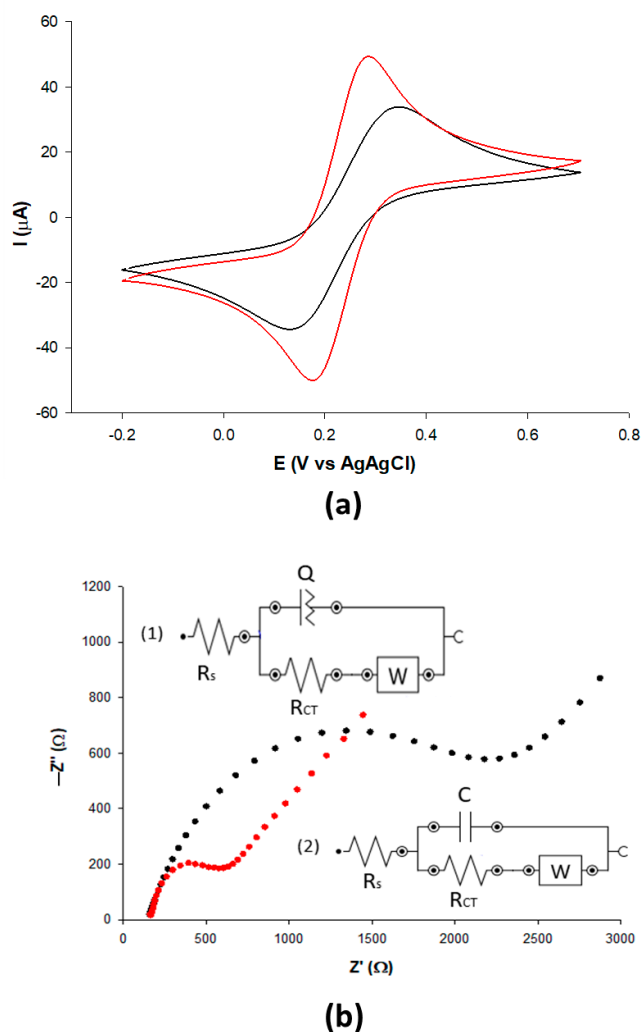 60
40
20
0
-20
-40
-60
I (μA)
-0.2 0.0 0.2 0.4 0.6 0.8
E (V vs AgAgCl)
(a)
1200
1000
800
600
400
200
0
—Z'' (Ω)
(1)
Q
Rs
RCT
W
C
(2)
C
Rs
RCT
W
C
0 500 1000 1500 2000 2500 3000
Z' (Ω)
(b)